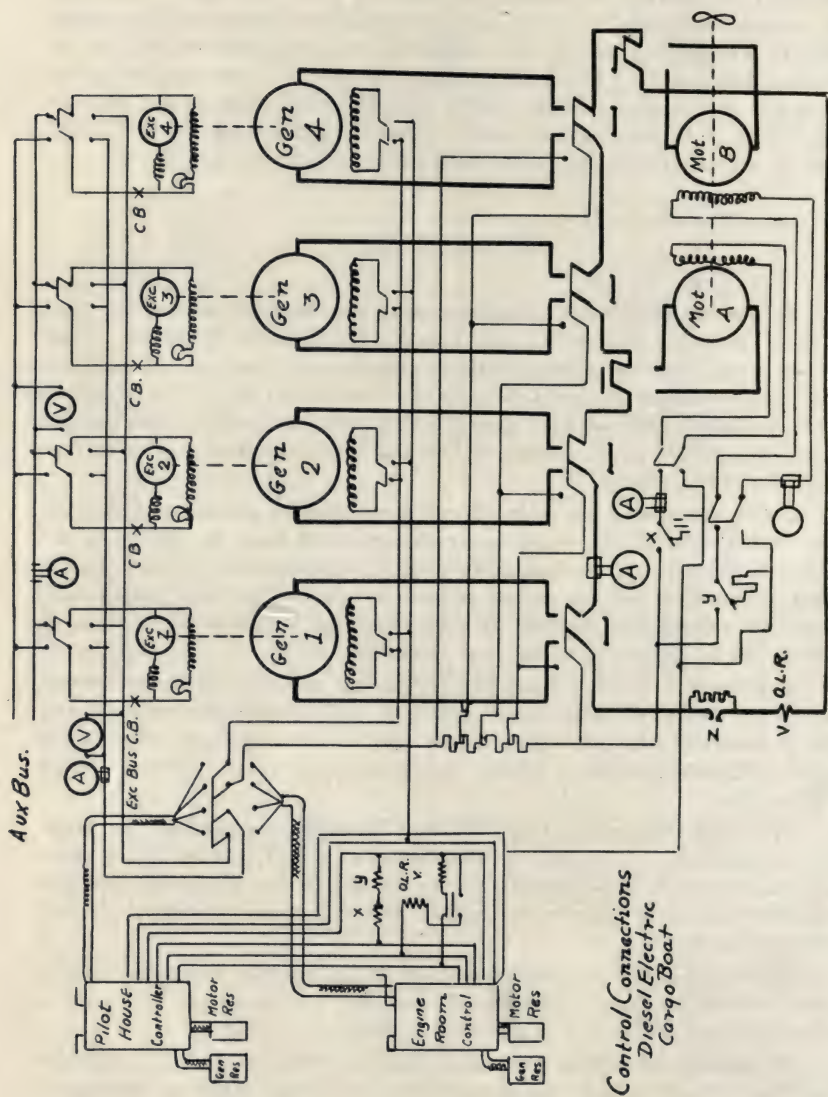 Aux Bus.
A
V
A
V
Exc Bus C.B. X
CB X
C B. X
C B X
Exc
1
Exc
2
Exc
3
Exc
4
Gen
1
Gen
2
Gen
3
Gen
4
A
A
X
Y
Z
O.L.R.
V
Mot
A
Mot
B
Pilot
House
Controller
Motor
Res
Gen
Res
x y
O.L.R.
V.
Engine
Room
Control
Motor
Res
Gen
Res
Control Connections
Diesel Electric
Cargo Boat